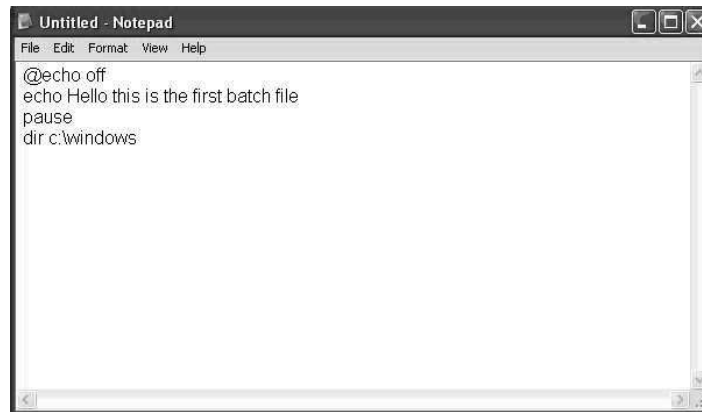 Untitled - Notepad
File Edit Format View Help
@echo off
echo Hello this is the first batch file
pause
dir c:\windows